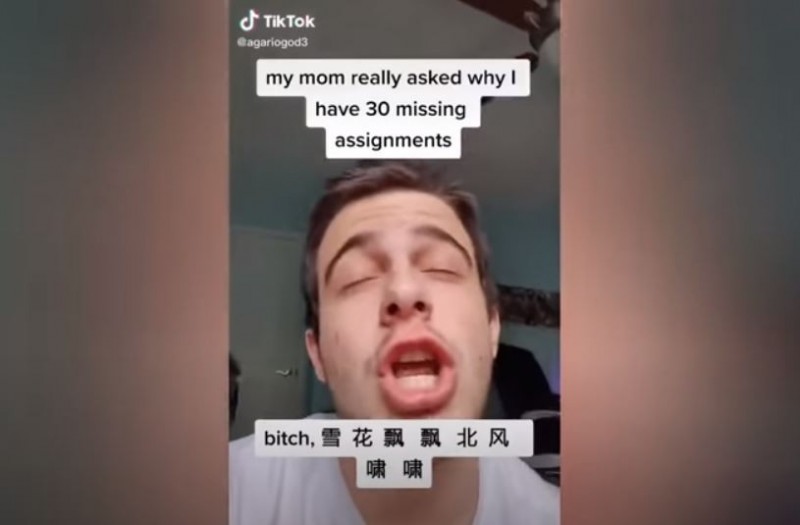 TikTok
@agariogod3
my mom really asked why I
have 30 missing
assignments
bitch, 雪 花 飘 飘 北 风
啸 啸